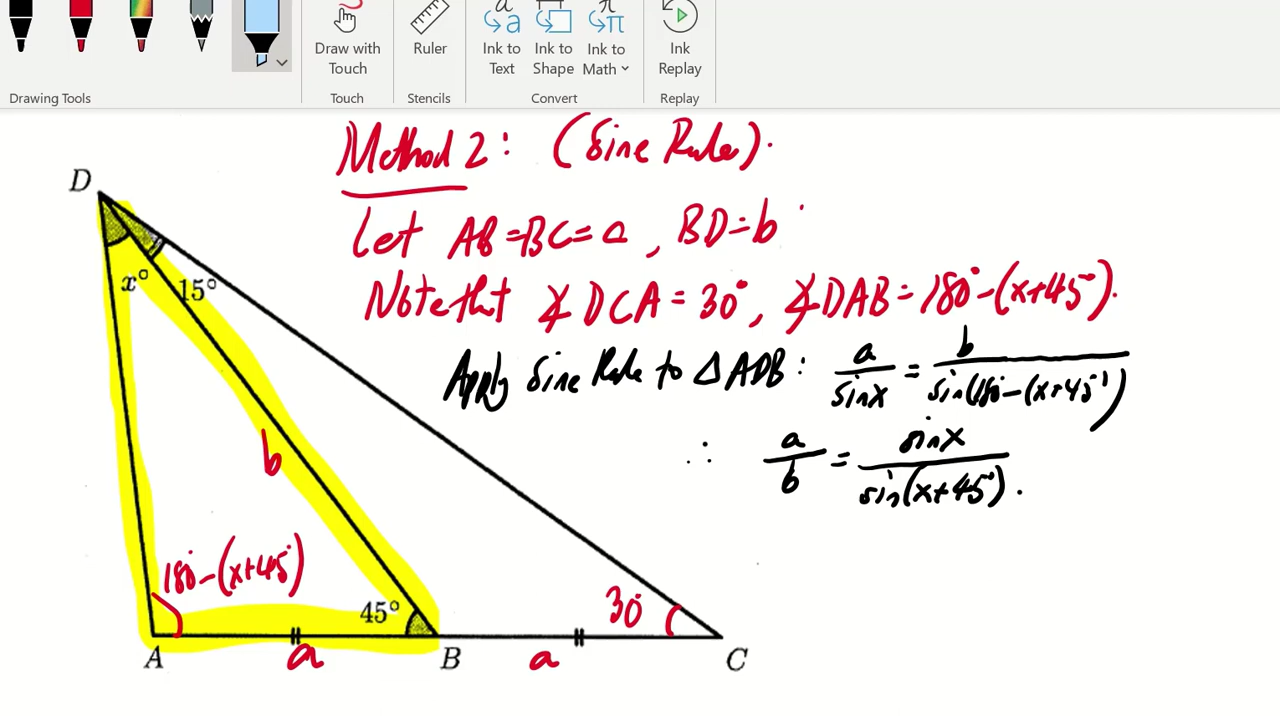 Draw with Touch
Ruler
Ink to Text
Ink to Shape
Ink to Math
Ink Replay
Drawing Tools
Touch
Stencils
Convert
Replay
Method 2: (Sine Rule).
Let AB=BC=a, BD=b
Note that ∡DCA=30°, ∡DAB=180°-(x+45°).
Apply Sine Rule to △ADB: a/sinx = b/sin(180°-(x+45°))
∴ a/b = sinx/sin(x+45°).
D
x°
15°
b
180°-(x+45°)
45°
30°
A
a
B
a
C